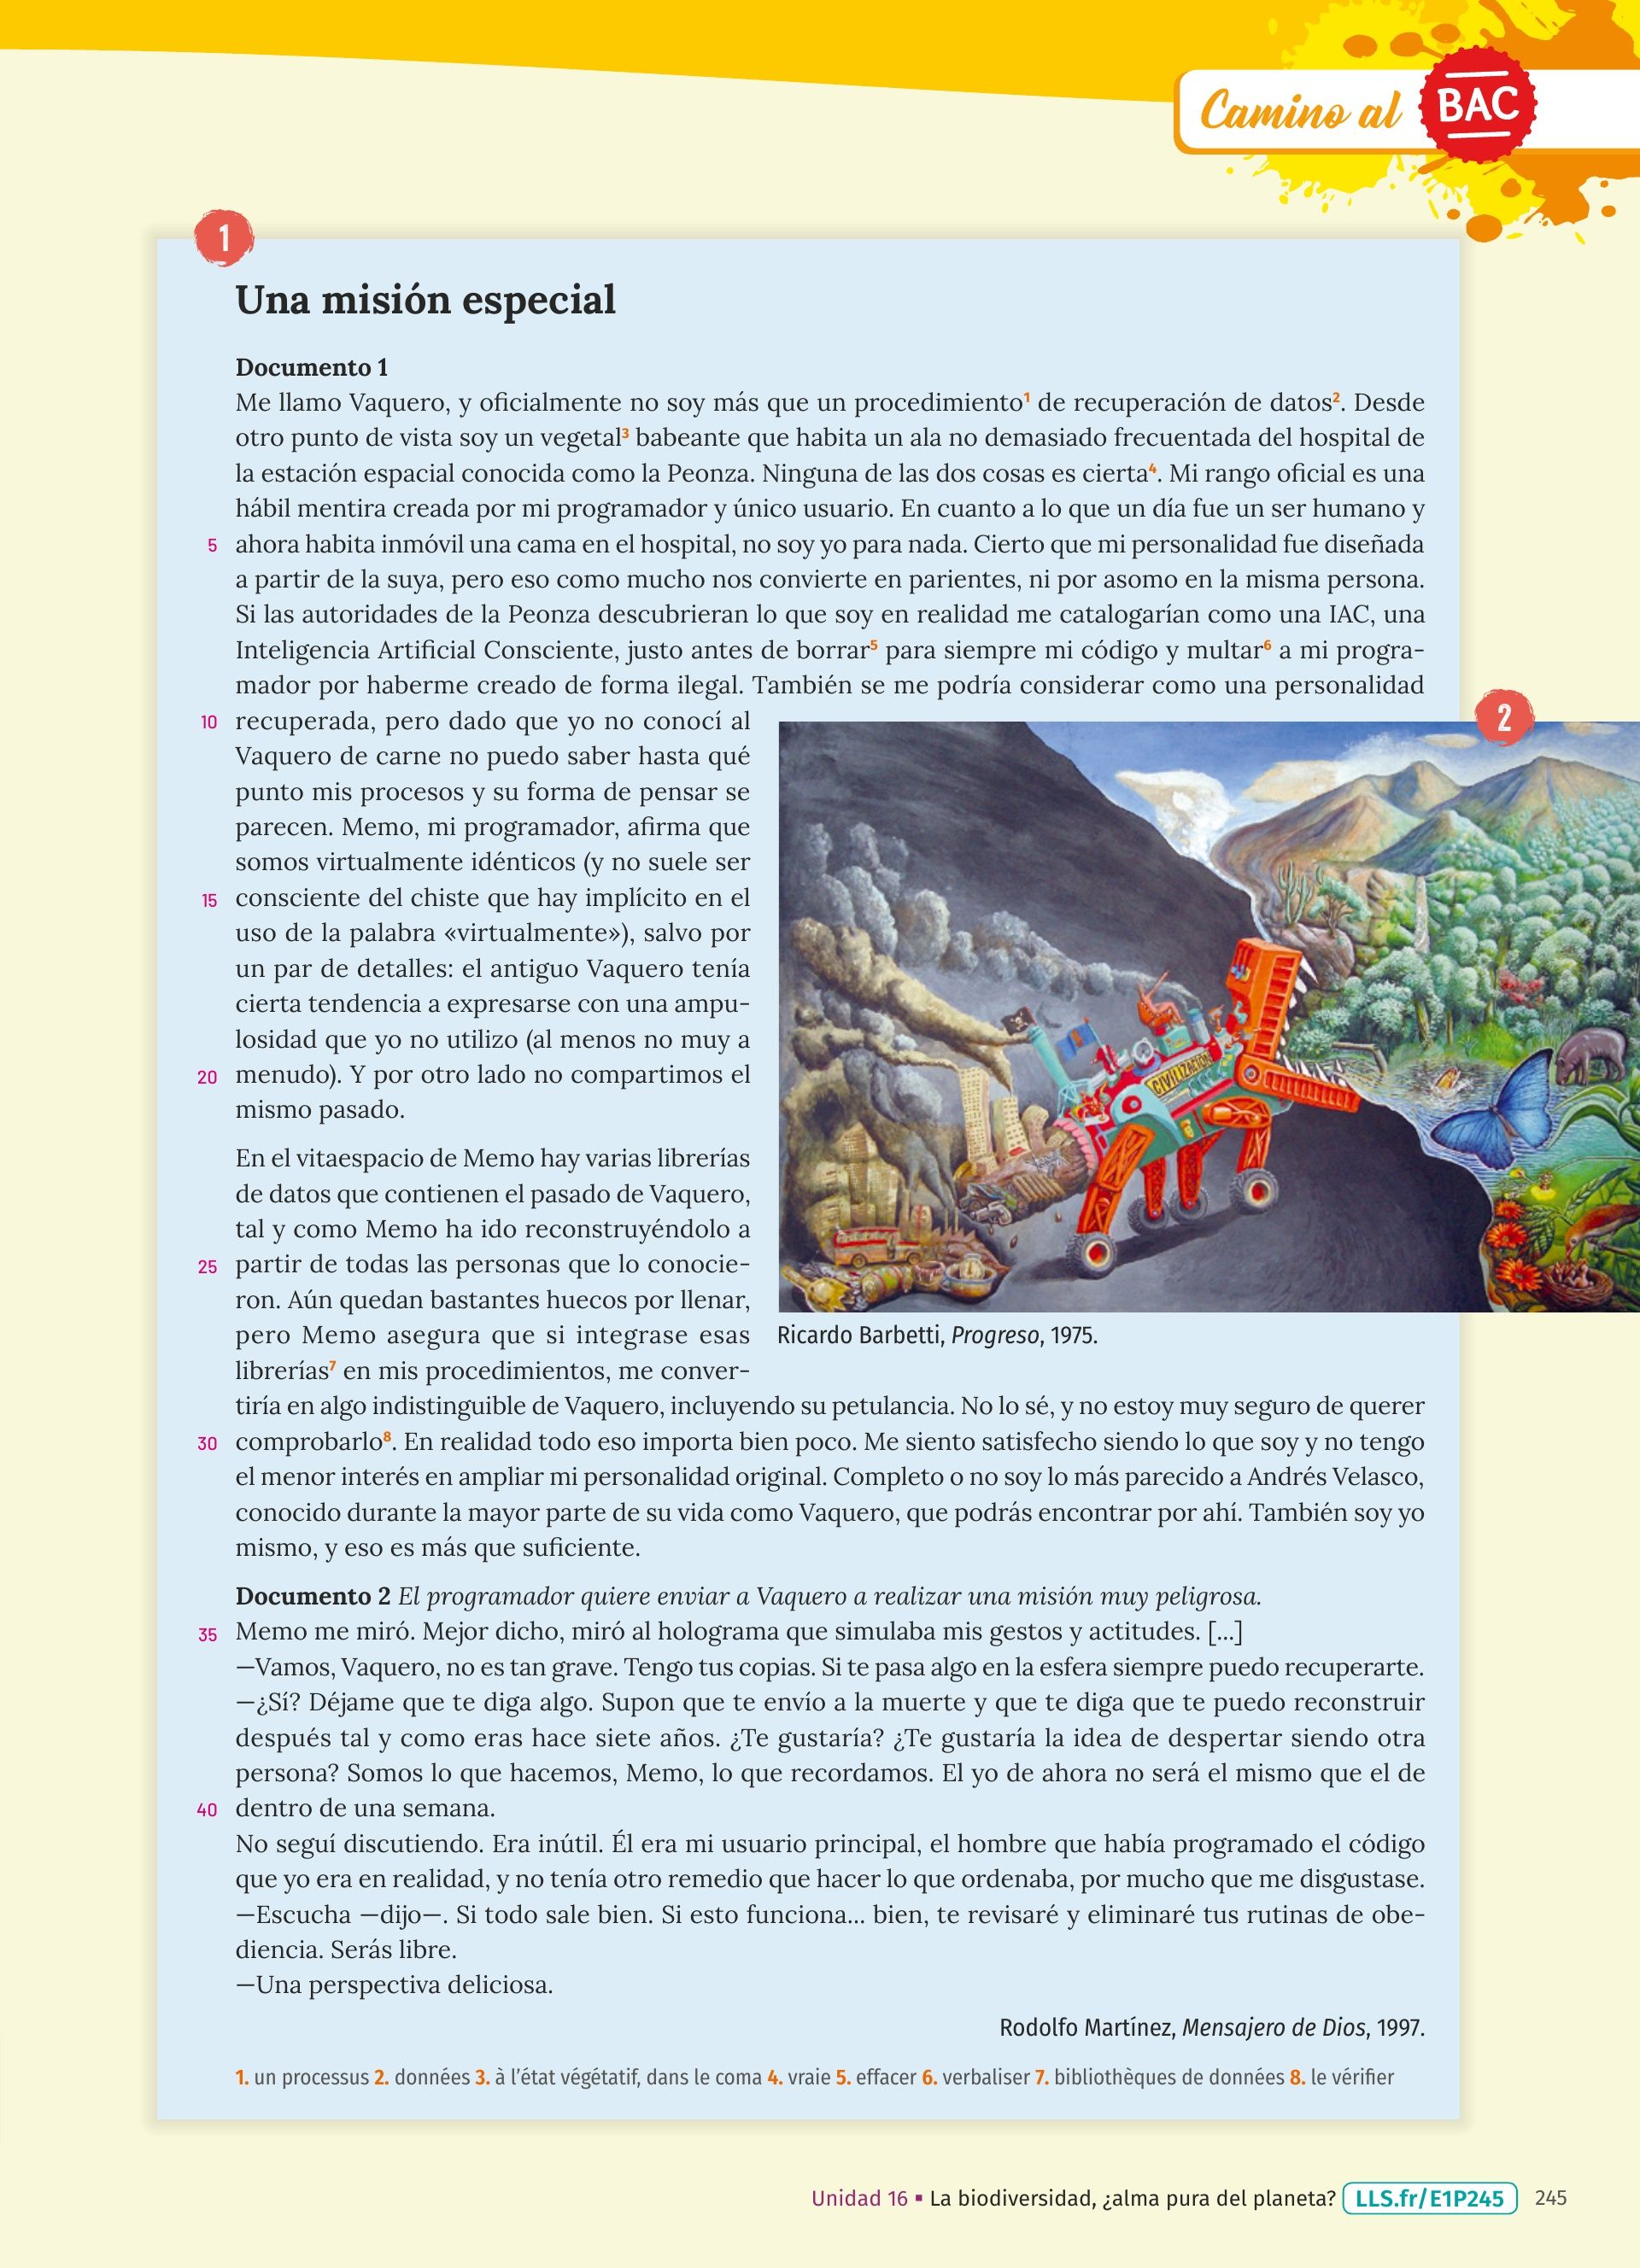 Camino al BAC
1
Una misión especial
Documento 1
Me llamo Vaquero, y oficialmente no soy más que un procedimiento¹ de recuperación de datos². Desde
otro punto de vista soy un vegetal³ babeante que habita un ala no demasiado frecuentada del hospital de
la estación espacial conocida como la Peonza. Ninguna de las dos cosas es cierta⁴. Mi rango oficial es una
hábil mentira creada por mi programador y único usuario. En cuanto a lo que un día fue un ser humano y
5 ahora habita inmóvil una cama en el hospital, no soy yo para nada. Cierto que mi personalidad fue diseñada
a partir de la suya, pero eso como mucho nos convierte en parientes, ni por asomo en la misma persona.
Si las autoridades de la Peonza descubrieran lo que soy en realidad me catalogarían como una IAC, una
Inteligencia Artificial Consciente, justo antes de borrar⁵ para siempre mi código y multar⁶ a mi progra-
mador por haberme creado de forma ilegal. También se me podría considerar como una personalidad
10 recuperada, pero dado que yo no conocí al
Vaquero de carne no puedo saber hasta qué
punto mis procesos y su forma de pensar se
parecen. Memo, mi programador, afirma que
somos virtualmente idénticos (y no suele ser
15 consciente del chiste que hay implícito en el
uso de la palabra «virtualmente»), salvo por
un par de detalles: el antiguo Vaquero tenía
cierta tendencia a expresarse con una ampu-
losidad que yo no utilizo (al menos no muy a
20 menudo). Y por otro lado no compartimos el
mismo pasado.
En el vitaespacio de Memo hay varias librerías
de datos que contienen el pasado de Vaquero,
tal y como Memo ha ido reconstruyéndolo a
25 partir de todas las personas que lo conocie-
ron. Aún quedan bastantes huecos por llenar,
pero Memo asegura que si integrase esas
librerías⁷ en mis procedimientos, me conver-
tiría en algo indistinguible de Vaquero, incluyendo su petulancia. No lo sé, y no estoy muy seguro de querer
30 comprobarlo⁸. En realidad todo eso importa bien poco. Me siento satisfecho siendo lo que soy y no tengo
el menor interés en ampliar mi personalidad original. Completo o no soy lo más parecido a Andrés Velasco,
conocido durante la mayor parte de su vida como Vaquero, que podrás encontrar por ahí. También soy yo
mismo, y eso es más que suficiente.
2
CIVILIZACIÓN
Ricardo Barbetti, Progreso, 1975.
Documento 2 El programador quiere enviar a Vaquero a realizar una misión muy peligrosa.
35 Memo me miró. Mejor dicho, miró al holograma que simulaba mis gestos y actitudes. [...]
—Vamos, Vaquero, no es tan grave. Tengo tus copias. Si te pasa algo en la esfera siempre puedo recuperarte.
—¿Sí? Déjame que te diga algo. Supon que te envío a la muerte y que te diga que te puedo reconstruir
después tal y como eras hace siete años. ¿Te gustaría? ¿Te gustaría la idea de despertar siendo otra
persona? Somos lo que hacemos, Memo, lo que recordamos. El yo de ahora no será el mismo que el de
40 dentro de una semana.
No seguí discutiendo. Era inútil. Él era mi usuario principal, el hombre que había programado el código
que yo era en realidad, y no tenía otro remedio que hacer lo que ordenaba, por mucho que me disgustase.
—Escucha —dijo—. Si todo sale bien. Si esto funciona... bien, te revisaré y eliminaré tus rutinas de obe-
diencia. Serás libre.
—Una perspectiva deliciosa.
Rodolfo Martínez, Mensajero de Dios, 1997.
1. un processus 2. données 3. à l'état végétatif, dans le coma 4. vraie 5. effacer 6. verbaliser 7. bibliothèques de données 8. le vérifier
Unidad 16 ▪ La biodiversidad, ¿alma pura del planeta? LLS.fr/E1P245 245